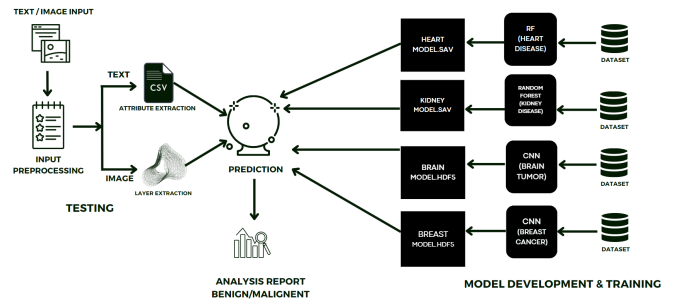 TEXT / IMAGE INPUT
INPUT
PREPROCESSING
TEXT
CSV
ATTRIBUTE EXTRACTION
IMAGE
LAYER EXTRACTION
TESTING
PREDICTION
ANALYSIS REPORT
BENIGN/MALIGNENT
HEART
MODEL.SAV
RF
(HEART
DISEASE)
DATASET
KIDNEY
MODEL.SAV
RANDOM
FOREST (KIDNEY
DISEASE)
DATASET
BRAIN
MODEL.HDF5
CNN
(BRAIN
TUMOR)
DATASET
BREAST
MODEL.HDF5
CNN
(BREAST
CANCER)
DATASET
MODEL DEVELOPMENT & TRAINING